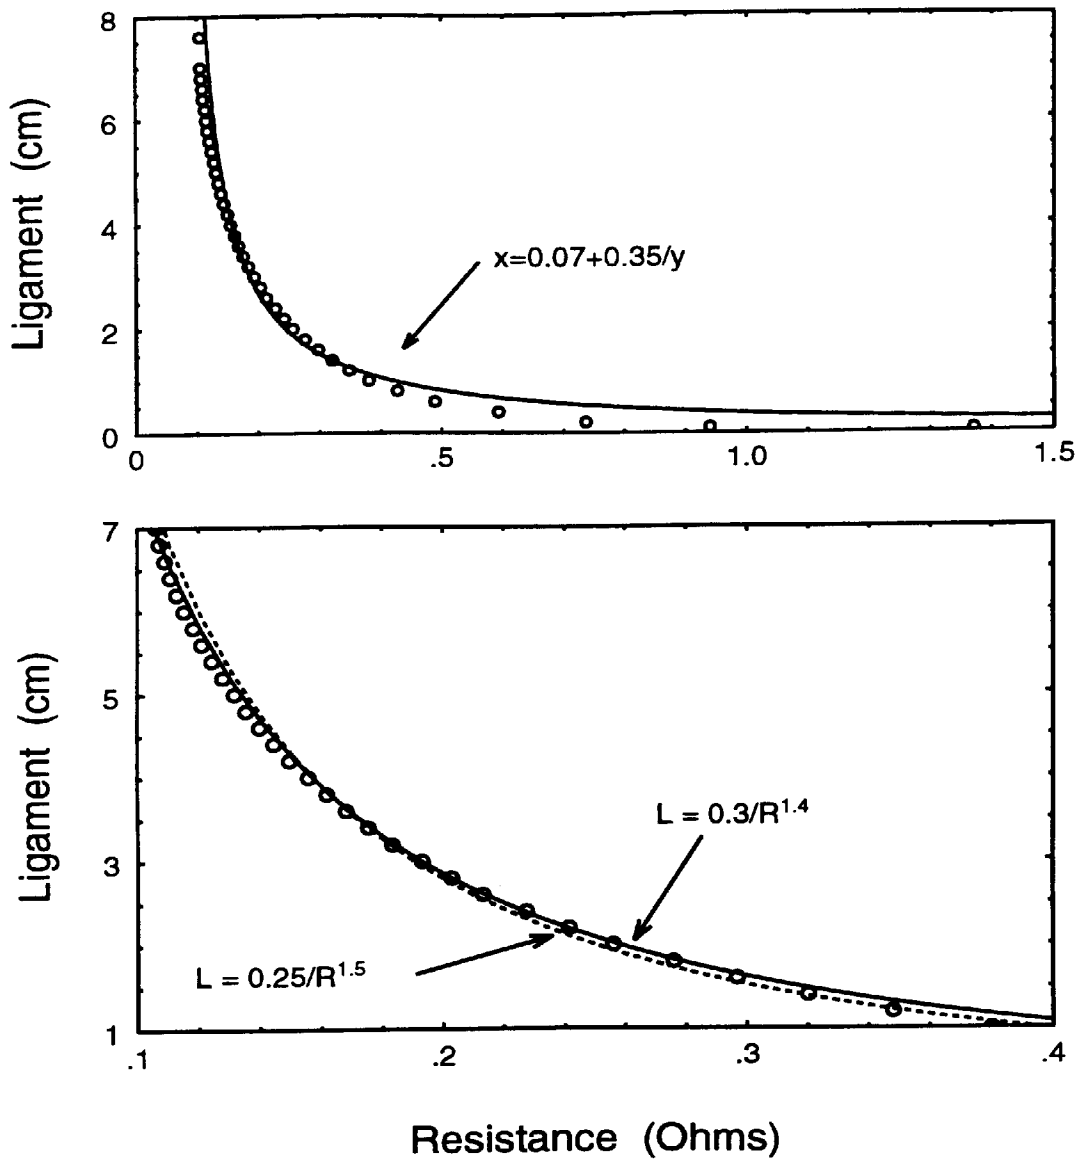 8
6
4
2
0
Ligament (cm)
x=0.07+0.35/y
0 .5 1.0 1.5
7
5
3
1
Ligament (cm)
L = 0.3/R^1.4
L = 0.25/R^1.5
.1 .2 .3 .4
Resistance (Ohms)